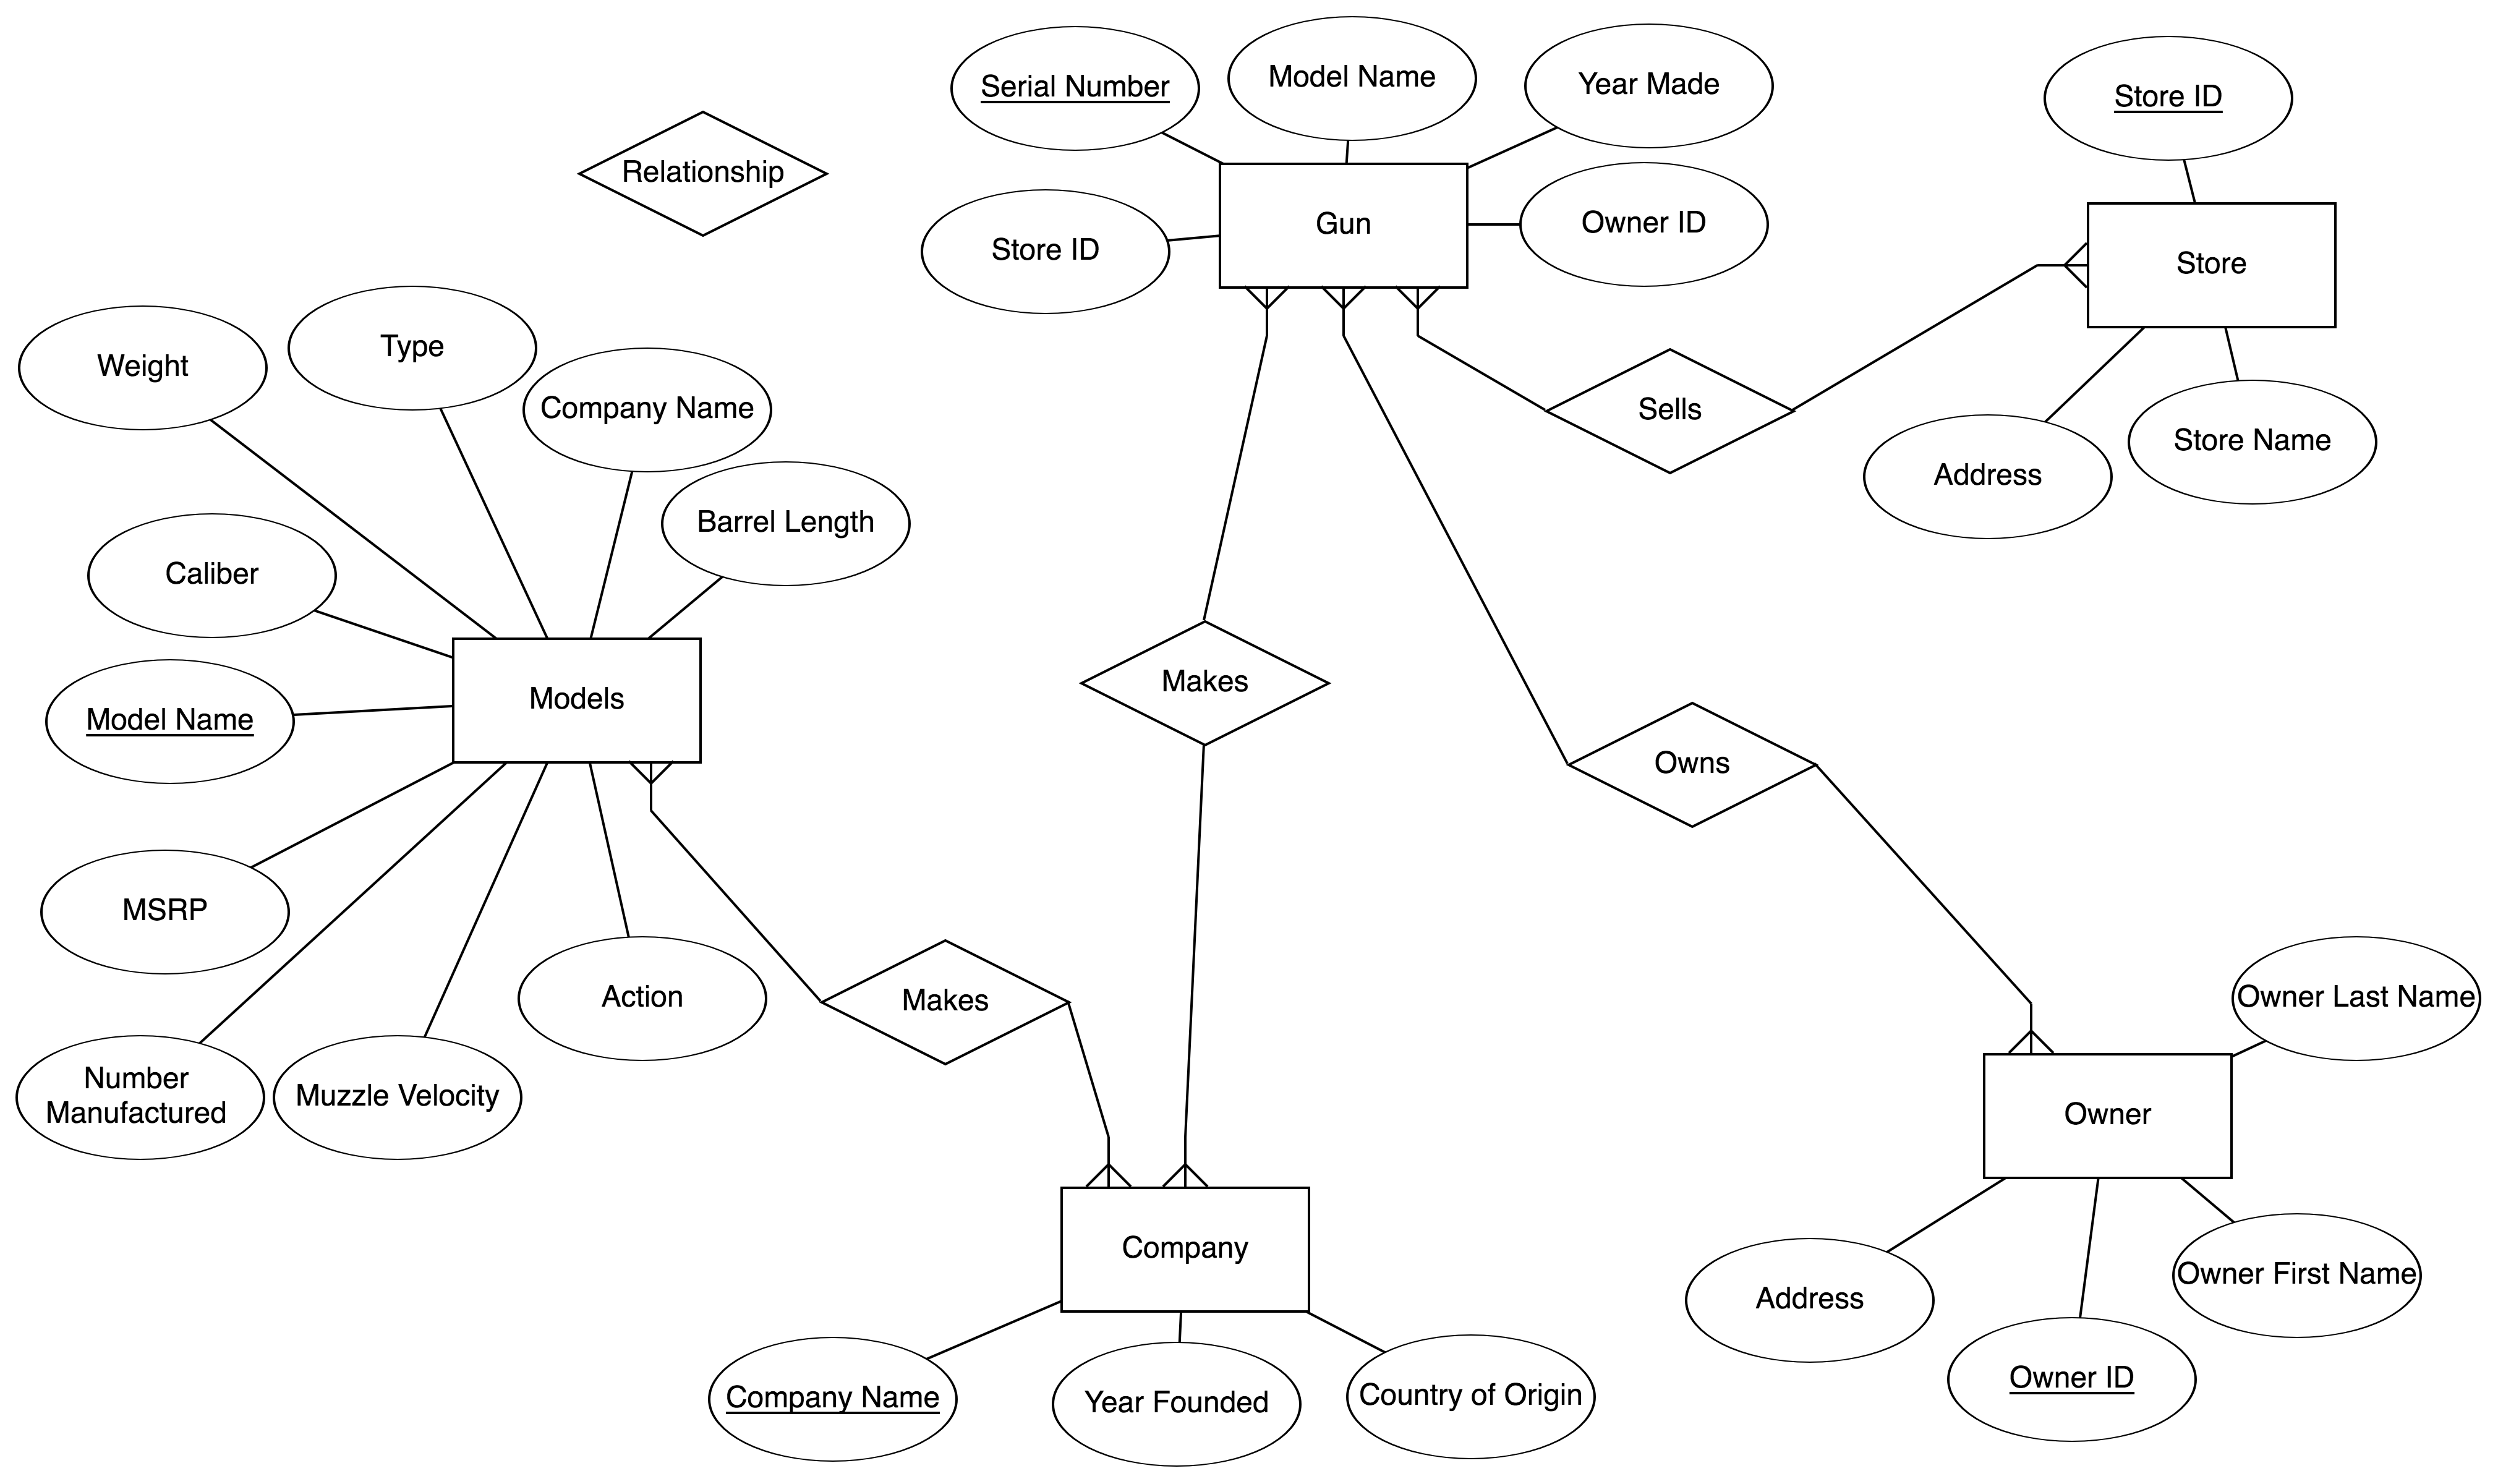 Serial Number
Model Name
Year Made
Store ID
Relationship
Gun
Owner ID
Store ID
Store
Weight
Type
Company Name
Sells
Store Name
Address
Barrel Length
Caliber
Models
Makes
Model Name
Owns
MSRP
Action
Makes
Owner Last Name
Number
Manufactured
Muzzle Velocity
Owner
Company
Owner First Name
Address
Company Name
Year Founded
Country of Origin
Owner ID